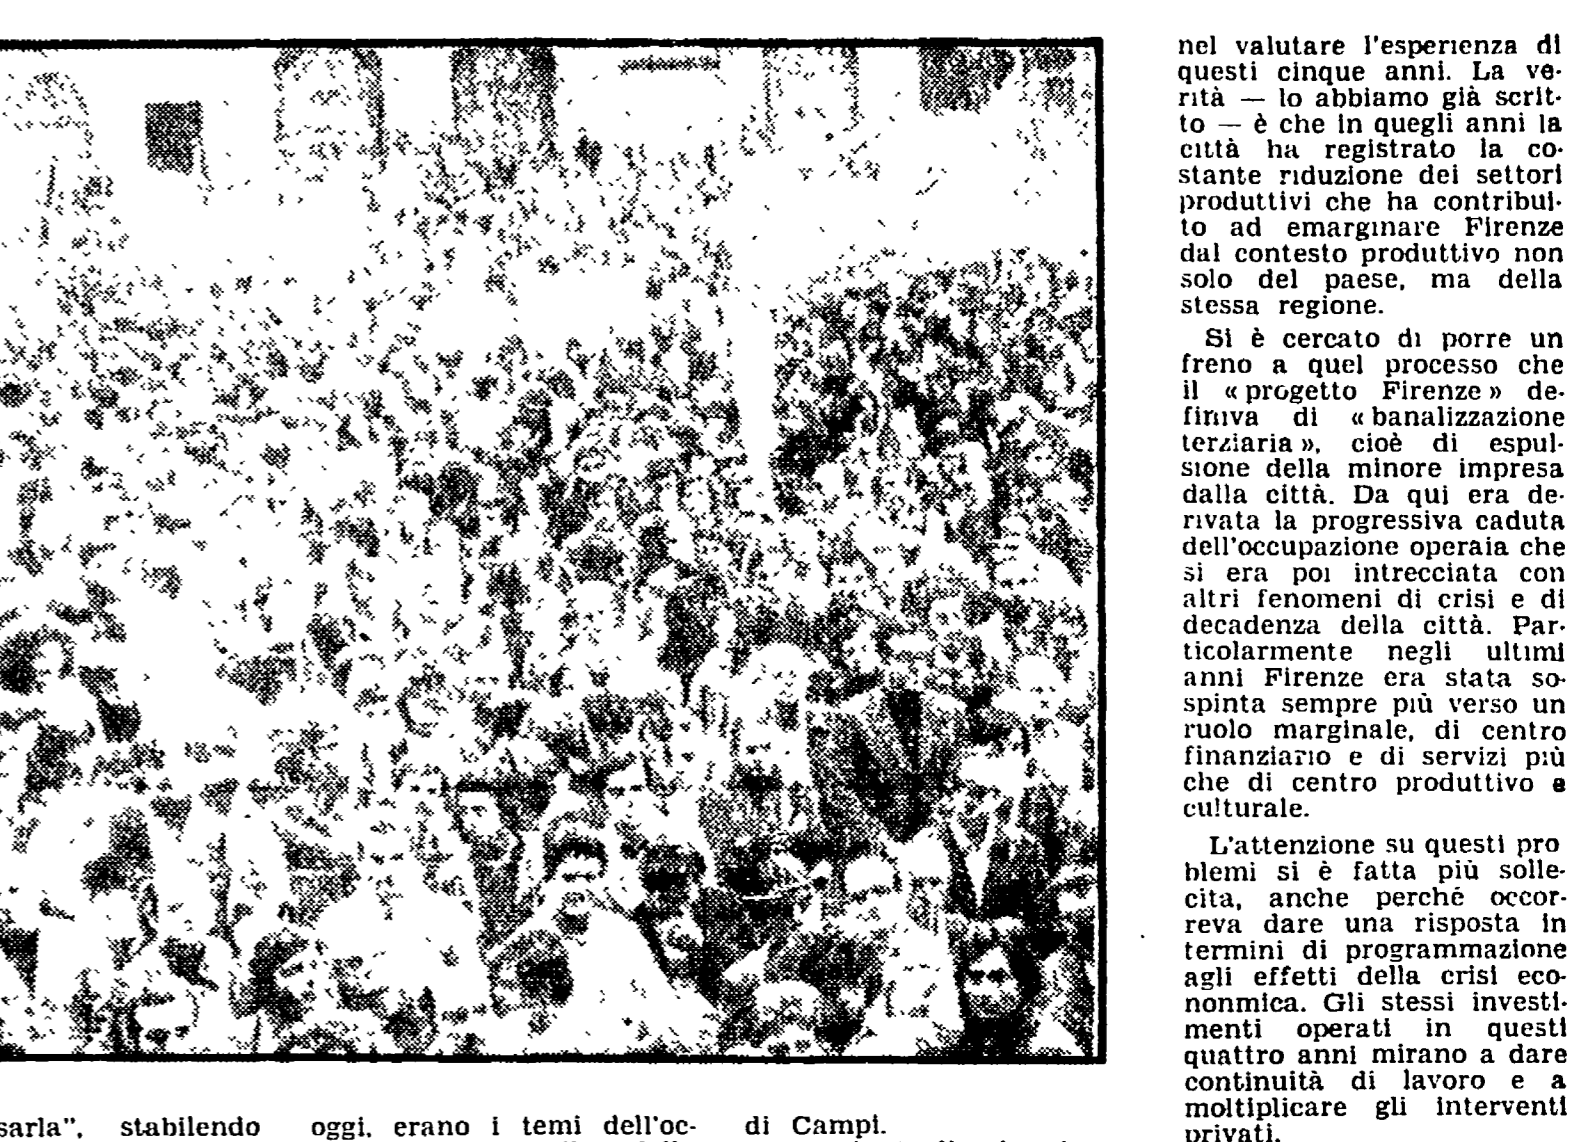 nel valutare l'esperienza di
questi cinque anni. La ve-
rità — lo abbiamo già scrit-
to — è che in quegli anni la
città ha registrato la co-
stante riduzione dei settori
produttivi che ha contribui-
to ad emarginare Firenze
dal contesto produttivo non
solo del paese, ma della
stessa regione.
Si è cercato di porre un
freno a quel processo che
il « progetto Firenze » de-
finiva di « banalizzazione
terziaria », cioè di espul-
sione della minore impresa
dalla città. Da qui era de-
rivata la progressiva caduta
dell'occupazione operaia che
si era poi intrecciata con
altri fenomeni di crisi e di
decadenza della città. Par-
ticolarmente negli ultimi
anni Firenze era stata so-
spinta sempre più verso un
ruolo marginale, di centro
finanziario e di servizi più
che di centro produttivo e
culturale.
L'attenzione su questi pro
blemi si è fatta più solle-
cita, anche perché occor-
reva dare una risposta in
termini di programmazione
agli effetti della crisi eco-
nonmica. Gli stessi investi-
menti operati in questi
quattro anni mirano a dare
continuità di lavoro e a
moltiplicare gli interventi
privati.
sarla", stabilendo
oggi, erano i temi dell'oc-
di Campi.